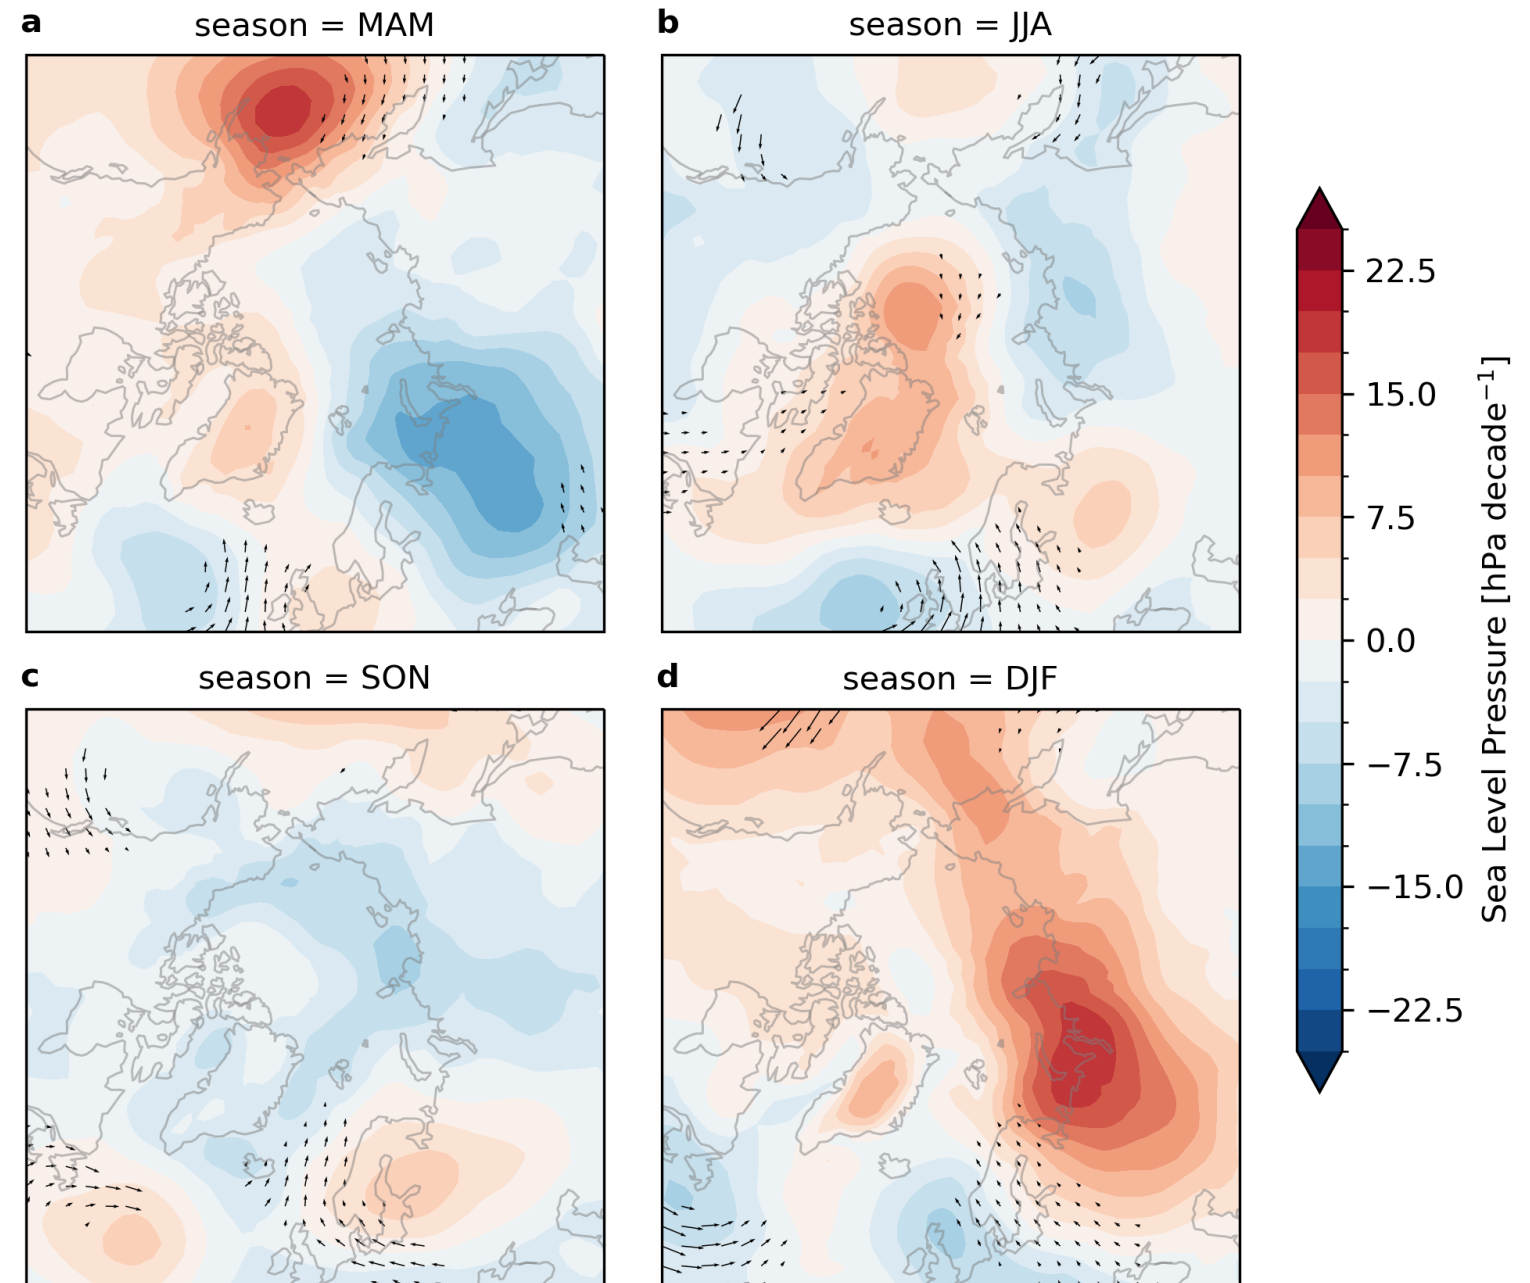 a season = MAM
b season = JJA
c season = SON
d season = DJF
22.5
15.0
7.5
0.0
−7.5
−15.0
−22.5
Sea Level Pressure [hPa decade⁻¹]